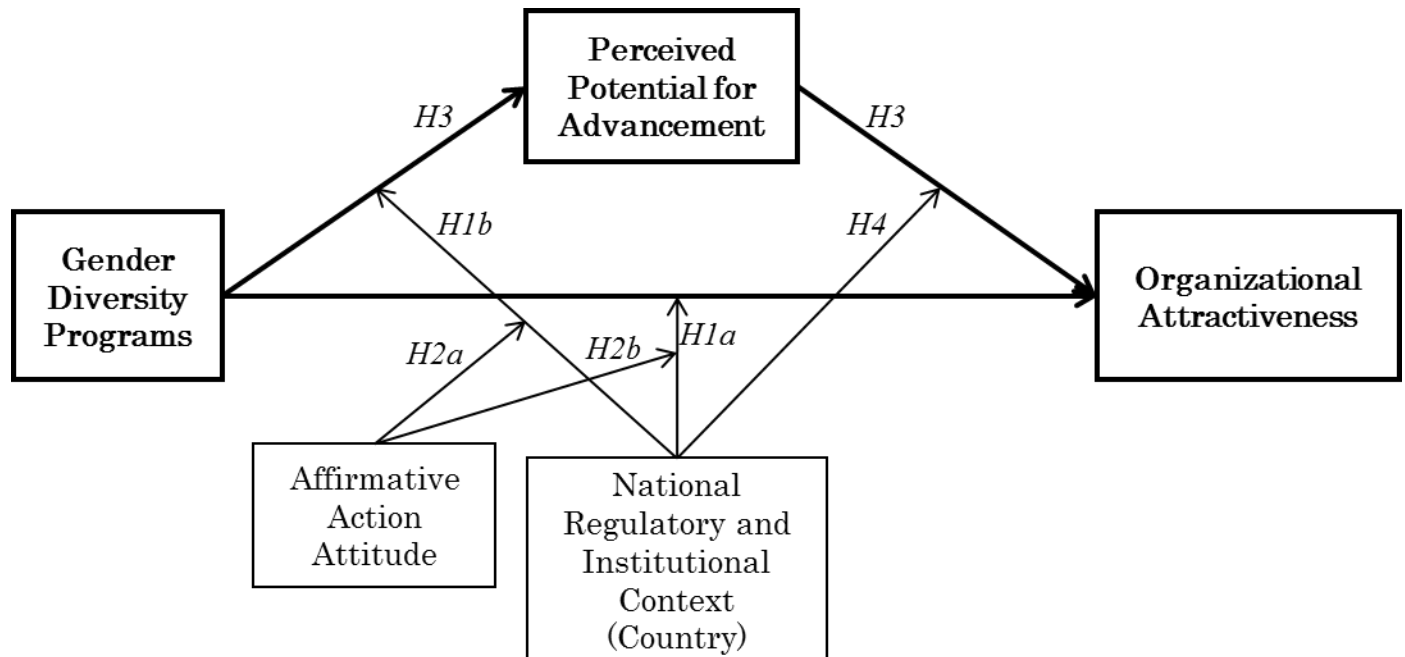 Perceived
Potential for
Advancement
H3
H3
Gender
Diversity
Programs
H1b
H4
Organizational
Attractiveness
H2a
H2b
H1a
Affirmative
Action
Attitude
National
Regulatory and
Institutional
Context
(Country)